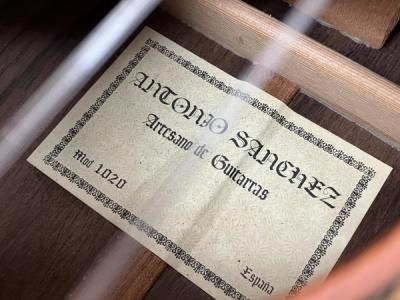 ANTONIO SANCHEZ
Artesano de Guitarras
Mod 1020
España